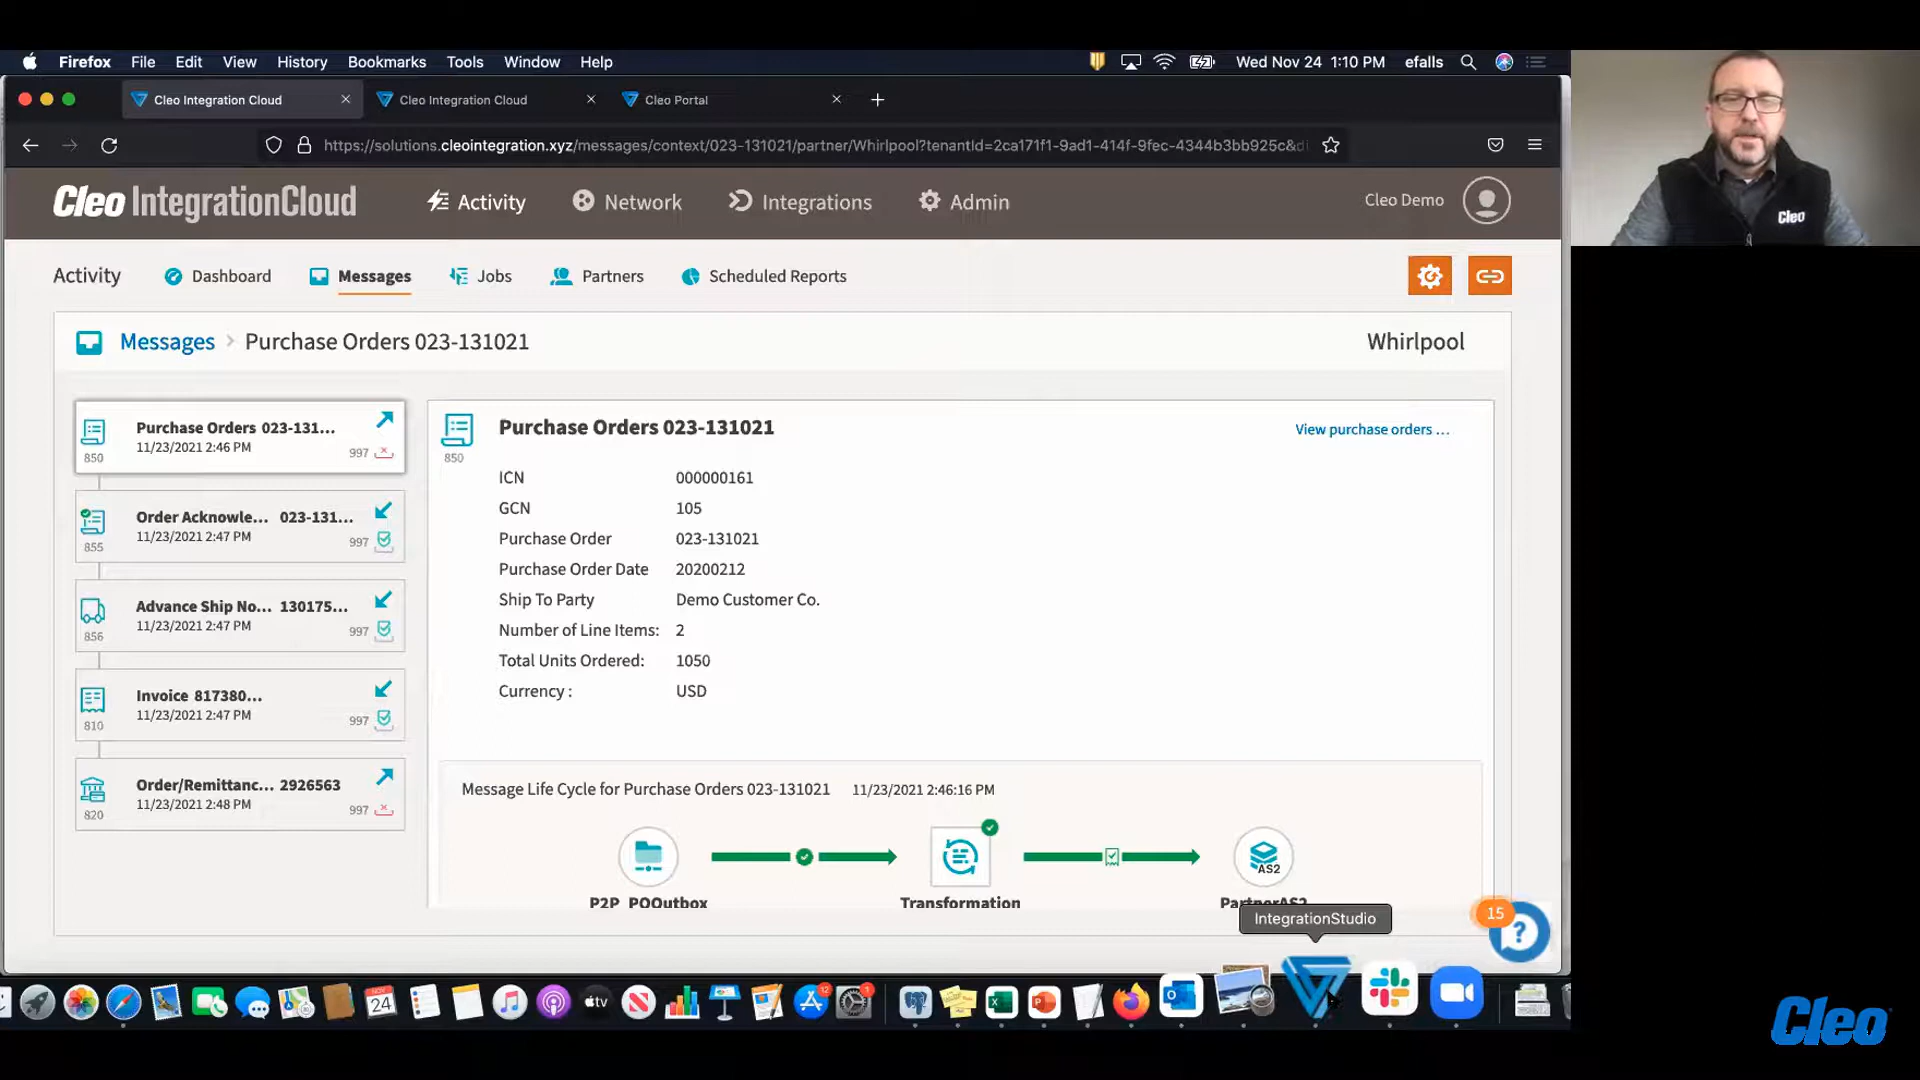 Firefox File Edit View History Bookmarks Tools Window Help
Wed Nov 24 1:10 PM efalls
Cleo Integration Cloud
Cleo Integration Cloud
Cleo Portal
https://solutions.cleointegration.xyz/messages/context/023-131021/partner/Whirlpool?tenantId=2ca171f1-9ad1-414f-9fec-4344b3bb925c&d
Cleo IntegrationCloud
Activity
Network
Integrations
Admin
Cleo Demo
Cleo
Activity
Dashboard
Messages
Jobs
Partners
Scheduled Reports
Messages > Purchase Orders 023-131021
Whirlpool
Purchase Orders 023-131...
11/23/2021 2:46 PM
850
997
Order Acknowle... 023-131...
11/23/2021 2:47 PM
855
997
Advance Ship No... 130175...
11/23/2021 2:47 PM
856
997
Invoice 817380...
11/23/2021 2:47 PM
810
997
Order/Remittanc... 2926563
11/23/2021 2:48 PM
820
997
Purchase Orders 023-131021
850
View purchase orders ...
ICN 000000161
GCN 105
Purchase Order 023-131021
Purchase Order Date 20200212
Ship To Party Demo Customer Co.
Number of Line Items: 2
Total Units Ordered: 1050
Currency : USD
Message Life Cycle for Purchase Orders 023-131021 11/23/2021 2:46:16 PM
AS2
P2P_POOutbox
Transformation
PartnerAS2
IntegrationStudio
15
?
NOV
24
tv
12
1
Cleo